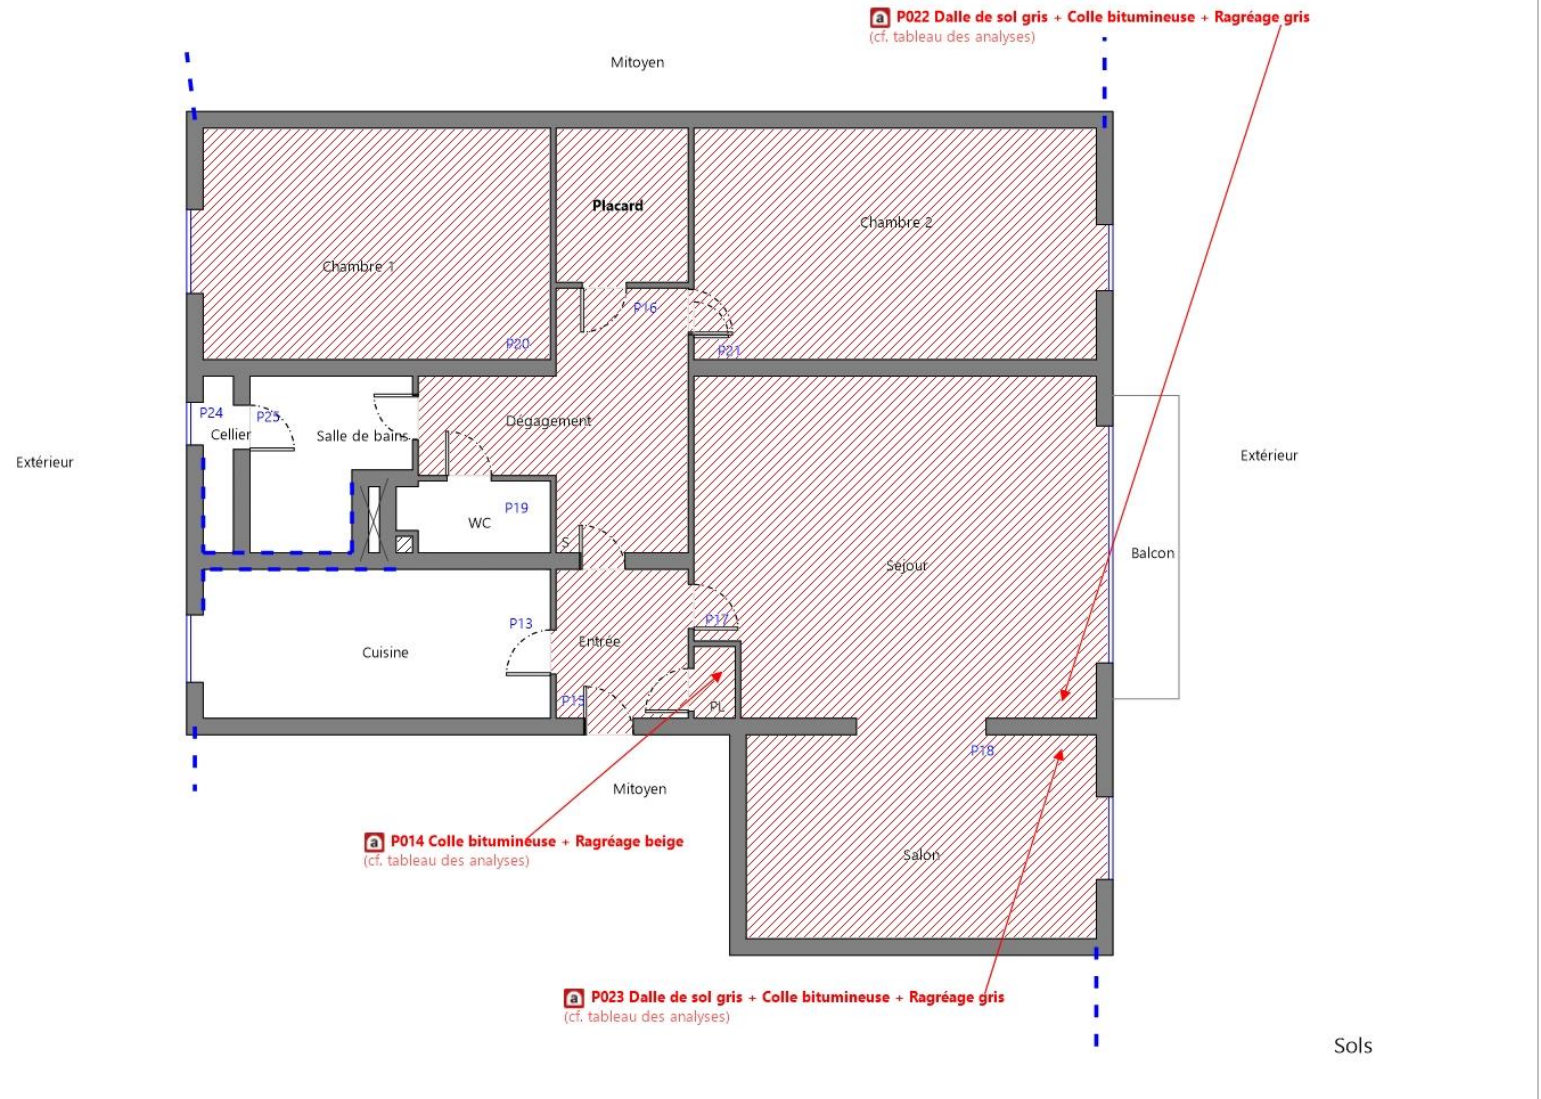 a P022 Dalle de sol gris + Colle bitumineuse + Ragréage gris
(cf. tableau des analyses)
Mitoyen
Placard
Chambre 2
Chambre 1
P16
P20
P21
P24
P25
Cellier
Salle de bains
Dégagement
Extérieur
Extérieur
P19
WC
S
Balcon
Séjour
P13
P17
Entrée
Cuisine
P15
PL
P18
Mitoyen
a P014 Colle bitumineuse + Ragréage beige
(cf. tableau des analyses)
Salon
a P023 Dalle de sol gris + Colle bitumineuse + Ragréage gris
(cf. tableau des analyses)
Sols